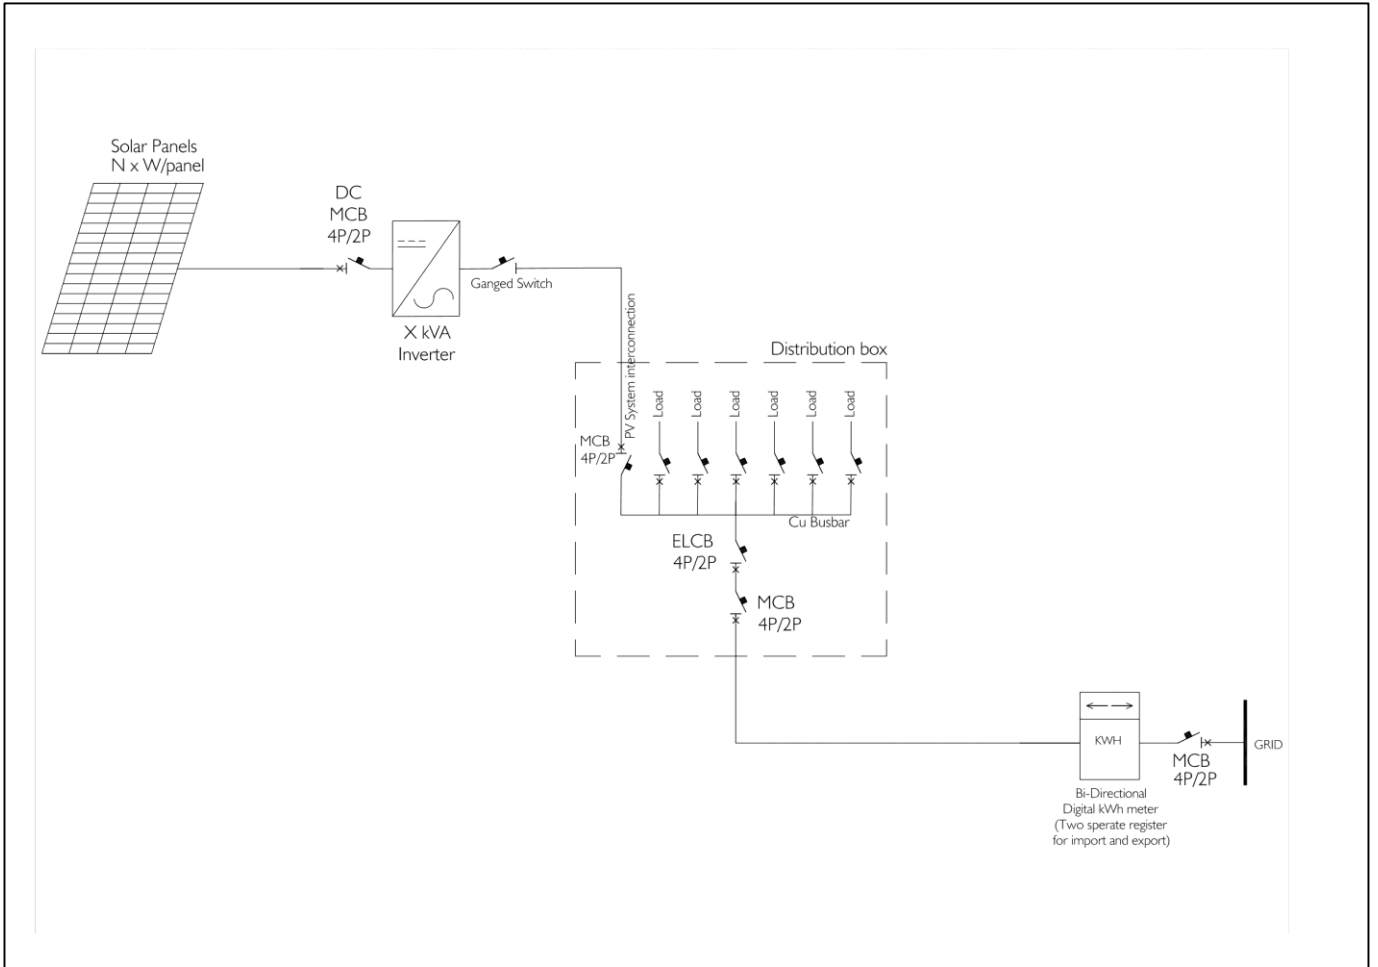 Solar Panels
N x W/panel
DC
MCB
4P/2P
Ganged Switch
X kVA
Inverter
PV System interconnection
Distribution box
Load
Load
Load
Load
Load
Load
MCB
4P/2P
Cu Busbar
ELCB
4P/2P
MCB
4P/2P
KWH
GRID
MCB
4P/2P
Bi-Directional
Digital kWh meter
(Two sperate register
for import and export)